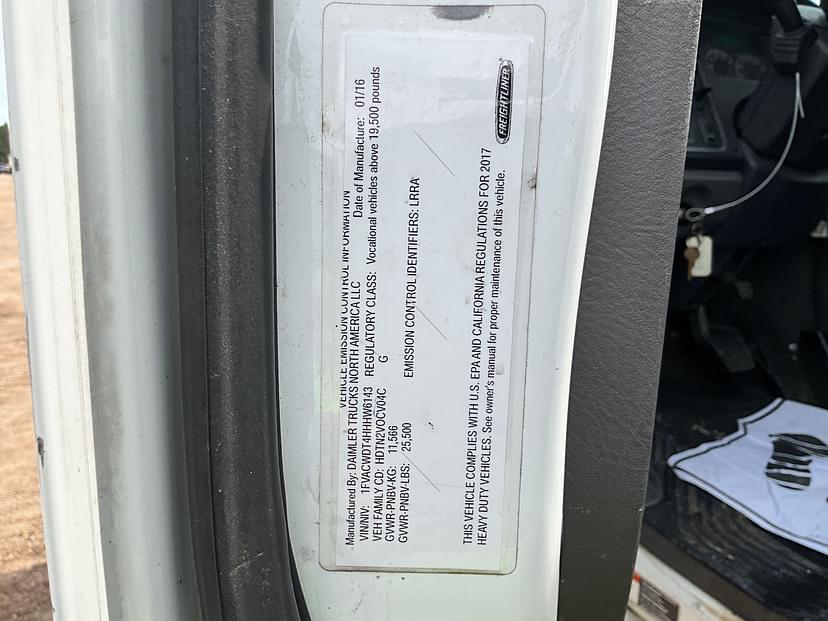 VEHICLE EMISSION CONTROL INFORMATION
Manufactured By: DAIMLER TRUCKS NORTH AMERICA LLC Date of Manufacture: 01/16
VIN/NIV: 1FVACWDT4HHHW6143 REGULATORY CLASS: Vocational vehicles above 19,500 pounds
VEH FAMILY CD: HDTN2VOCV04C G
GVWR-PNBV-KG: 11,566
GVWR-PNBV-LBS: 25,500 EMISSION CONTROL IDENTIFIERS: LRRA
THIS VEHICLE COMPLIES WITH U.S. EPA AND CALIFORNIA REGULATIONS FOR 2017
HEAVY DUTY VEHICLES. See owner's manual for proper maintenance of this vehicle.
FREIGHTLINER